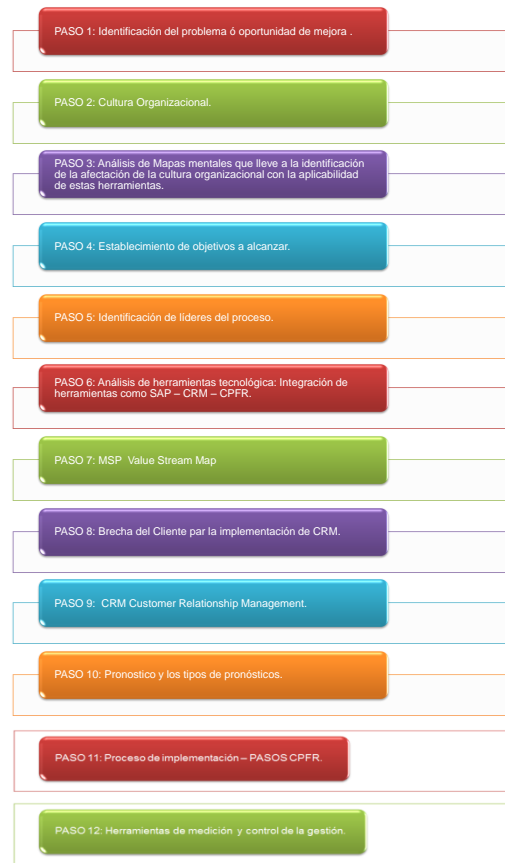 PASO 1: Identificación del problema ó oportunidad de mejora .
PASO 2: Cultura Organizacional.
PASO 3: Análisis de Mapas mentales que lleve a la identificación
de la afectación de la cultura organizacional con la aplicabilidad
de estas herramientas.
PASO 4: Establecimiento de objetivos a alcanzar.
PASO 5: Identificación de líderes del proceso.
PASO 6: Análisis de herramientas tecnológica: Integración de
herramientas como SAP – CRM – CPFR.
PASO 7: MSP Value Stream Map
PASO 8: Brecha del Cliente par la implementación de CRM.
PASO 9: CRM Customer Relationship Management.
PASO 10: Pronostico y los tipos de pronósticos.
PASO 11: Proceso de implementación – PASOS CPFR.
PASO 12: Herramientas de medición y control de la gestión.